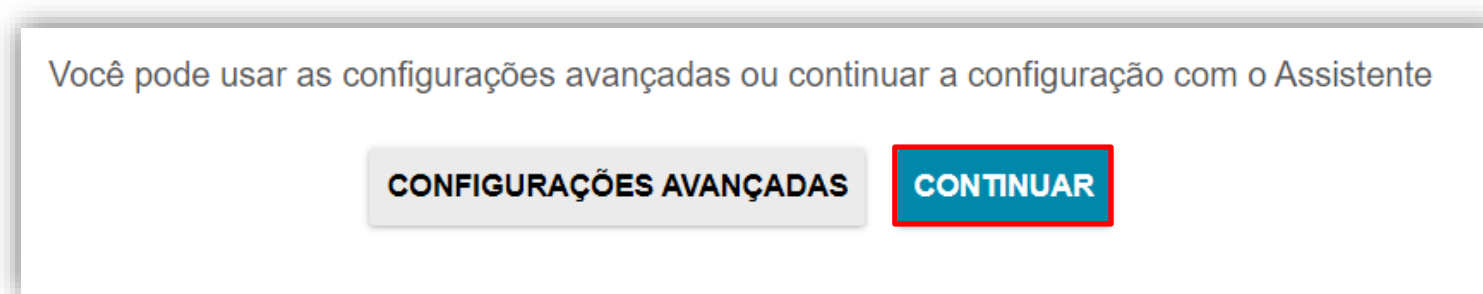 Você pode usar as configurações avançadas ou continuar a configuração com o Assistente
CONFIGURAÇÕES AVANÇADAS CONTINUAR